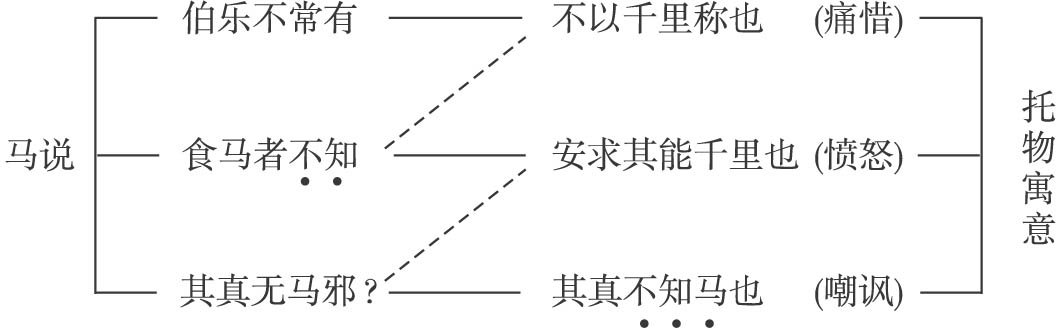 伯乐不常有 不以千里称也 (痛惜)
马说 食马者不知 安求其能千里也 (愤怒)
其真无马邪? 其真不知马也 (嘲讽)
托物寓意